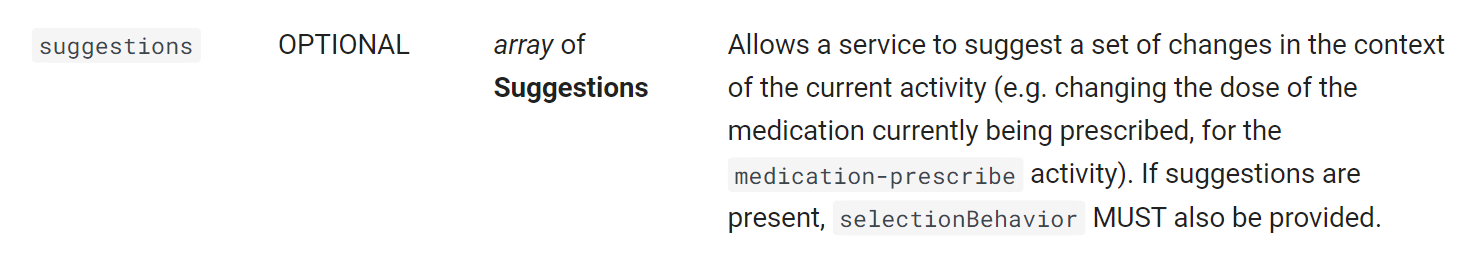 suggestions OPTIONAL array of Allows a service to suggest a set of changes in the context
Suggestions of the current activity (e.g. changing the dose of the
medication currently being prescribed, for the
medication-prescribe activity). If suggestions are
present, selectionBehavior MUST also be provided.